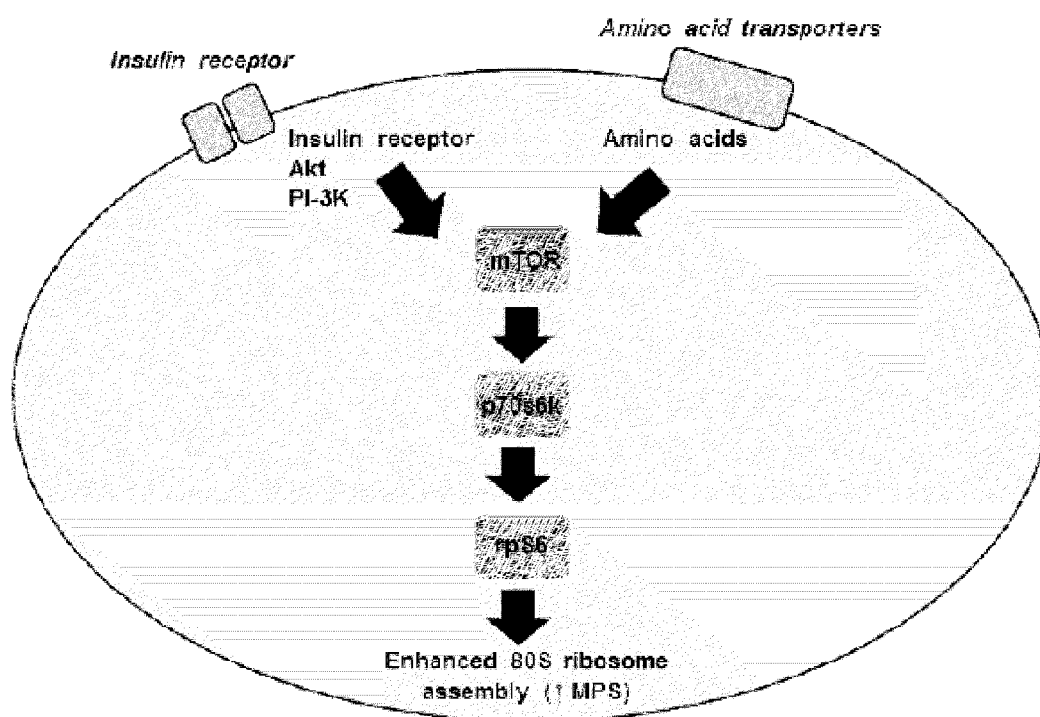 Amino acid transporters
Insulin receptor
Insulin receptor
Akt
PI-3K
Amino acids
mTOR
p70s6k
rpS6
Enhanced 80S ribosome
assembly (↑ MPS)